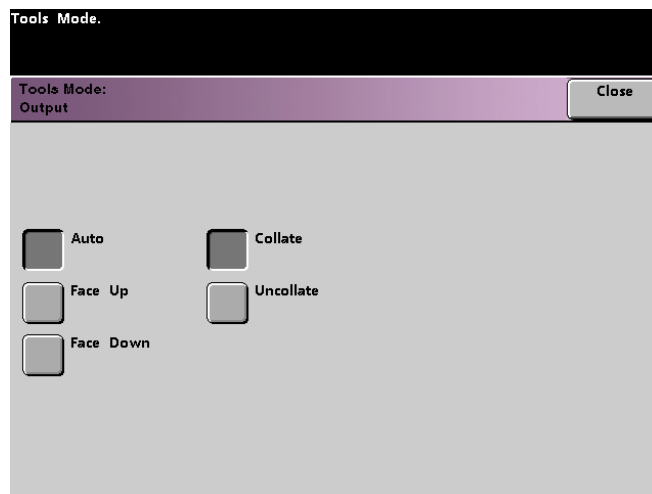 Tools Mode.
Tools Mode:
Output
Close
Auto
Collate
Face Up
Uncollate
Face Down